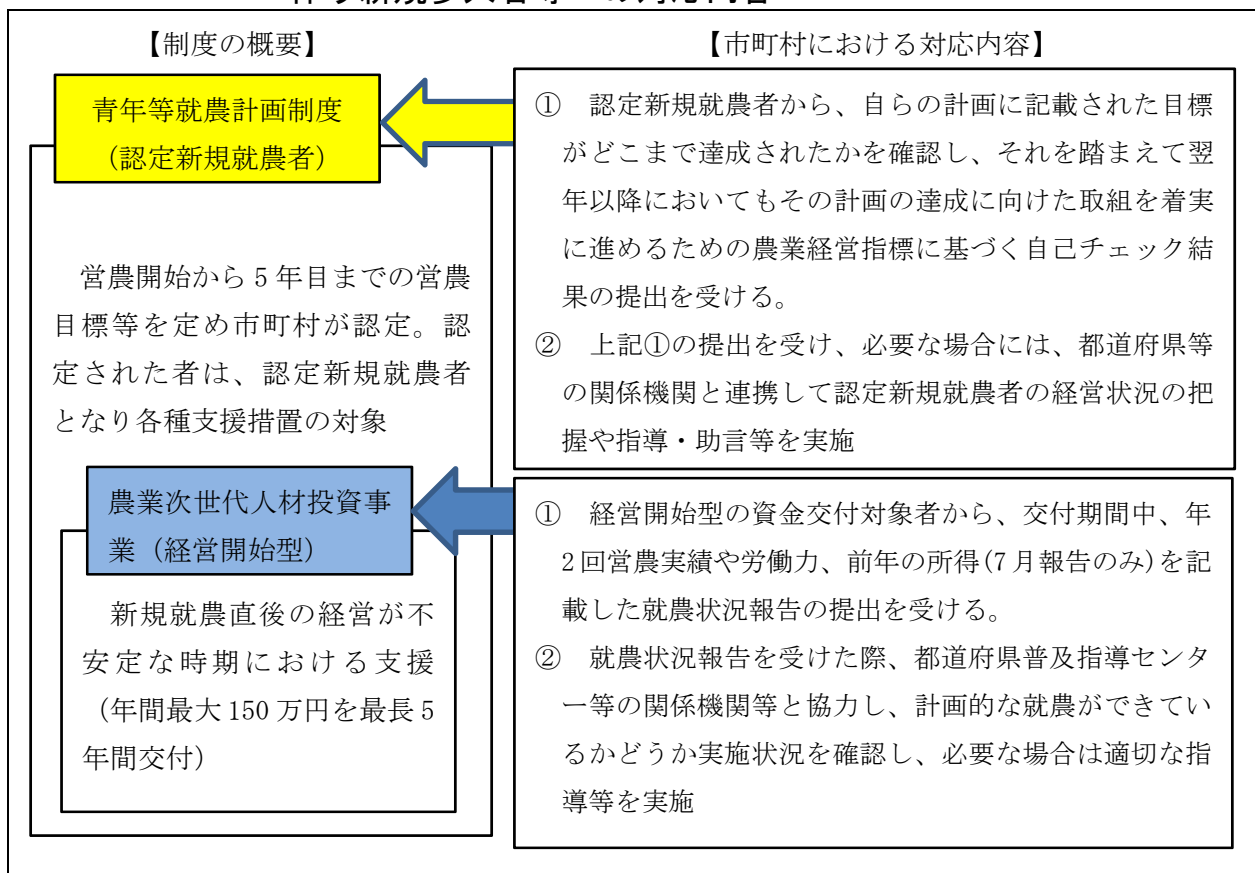 【制度の概要】
青年等就農計画制度
（認定新規就農者）
営農開始から5年目までの営農
目標等を定め市町村が認定。認
定された者は、認定新規就農者
となり各種支援措置の対象
農業次世代人材投資事
業（経営開始型）
新規就農直後の経営が不
安定な時期における支援
（年間最大150万円を最長5
年間交付）
【市町村における対応内容】
① 認定新規就農者から、自らの計画に記載された目標
がどこまで達成されたかを確認し、それを踏まえて翌
年以降においてもその計画の達成に向けた取組を着実
に進めるための農業経営指標に基づく自己チェック結
果の提出を受ける。
② 上記①の提出を受け、必要な場合には、都道府県等
の関係機関と連携して認定新規就農者の経営状況の把
握や指導・助言等を実施
① 経営開始型の資金交付対象者から、交付期間中、年
2回営農実績や労働力、前年の所得(7月報告のみ)を記
載した就農状況報告の提出を受ける。
② 就農状況報告を受けた際、都道府県普及指導センタ
ー等の関係機関等と協力し、計画的な就農ができてい
るかどうか実施状況を確認し、必要な場合は適切な指
導等を実施